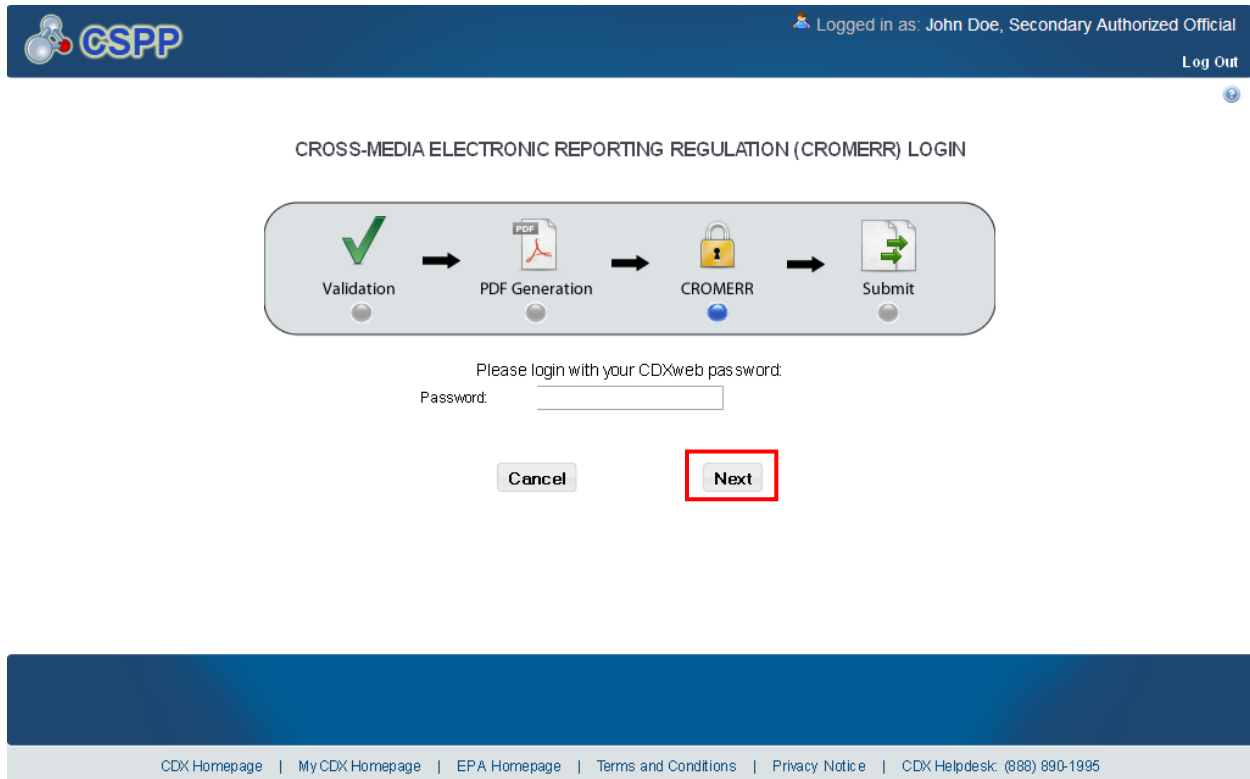 CSPP
Logged in as: John Doe, Secondary Authorized Official
Log Out
CROSS-MEDIA ELECTRONIC REPORTING REGULATION (CROMERR) LOGIN
PDF
Validation PDF Generation CROMERR Submit
Please login with your CDXweb password:
Password:
Cancel Next
CDX Homepage | MyCDX Homepage | EPA Homepage | Terms and Conditions | Privacy Notice | CDX Helpdesk: (888) 890-1995